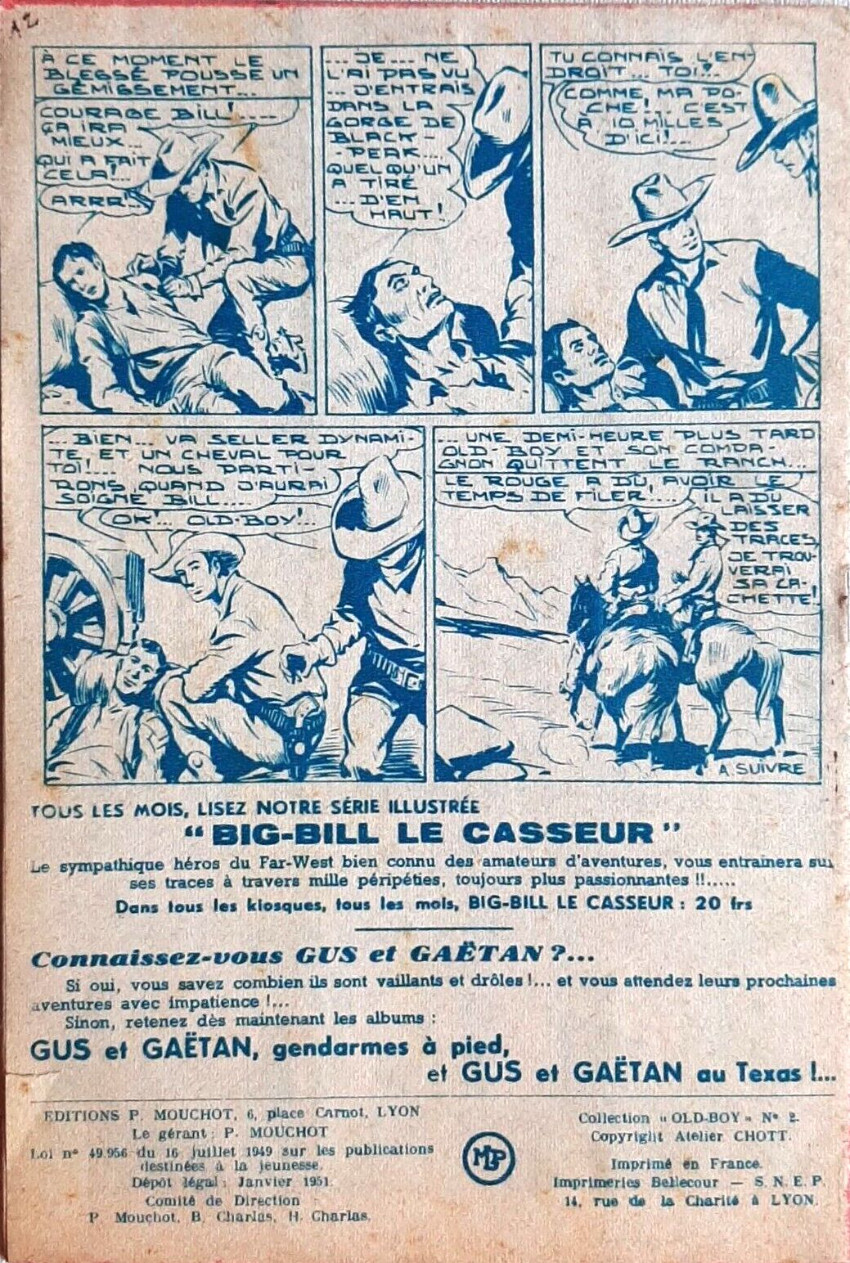 12
À CE MOMENT LE
BLESSÉ POUSSE UN
GÉMISSEMENT...
COURAGE BILL!....
ÇA IRA
MIEUX...
QUI A FAIT
CELA!...
ARRR!..
... JE... NE
L'AI PAS VU
... J'ENTRAIS
DANS LA
GORGE DE
BLACK-
-PEAK....
QUELQU'UN
A TIRÉ
... D'EN
HAUT!
TU CONNAIS L'EN-
DROIT... TOI?..
COMME MA PO-
CHE!... C'EST
A 10 MILLES
D'ICI!...
... BIEN... VA SELLER DYNAMI-
TE ET UN CHEVAL POUR
TOI!.... NOUS PARTI-
RONS QUAND J'AURAI
SOIGNÉ BILL....
OK!... OLD-BOY!..
... UNE DEMI-HEURE PLUS TARD
OLD-BOY ET SON COMPA-
GNON QUITTENT LE RANCH...
LE ROUGE A DU, AVOIR LE
TEMPS DE FILER!...
IL A DU
LAISSER
DES
TRACES,
JE TROU-
VERAI
SA CA-
CHETTE!
A SUIVRE
TOUS LES MOIS, LISEZ NOTRE SÉRIE ILLUSTRÉE
" BIG-BILL LE CASSEUR "
Le sympathique héros du Far-West bien connu des amateurs d'aventures, vous entrainera sur
ses traces à travers mille péripéties, toujours plus passionnantes !!.....
Dans tous les kiosques, tous les mois, BIG-BILL LE CASSEUR : 20 frs
Connaissez-vous GUS et GAËTAN ?...
Si oui, vous savez combien ils sont vaillants et drôles !... et vous attendez leurs prochaines
aventures avec impatience !...
Sinon, retenez dès maintenant les albums :
GUS et GAËTAN, gendarmes à pied,
et GUS et GAËTAN au Texas !...
EDITIONS P. MOUCHOT, 6, place Carnot, LYON
Le gérant : P. MOUCHOT
Loi n° 49.956 du 16 juillet 1949 sur les publications
destinées à la jeunesse.
Dépôt légal : Janvier 1951.
Comité de Direction
P. Mouchot, B. Charlas, H. Charlas.
MLP
Collection « OLD-BOY » N° 2.
Copyright Atelier CHOTT.
Imprimé en France.
Imprimeries Bellecour — S. N. E. P.
14, rue de la Charité à LYON.